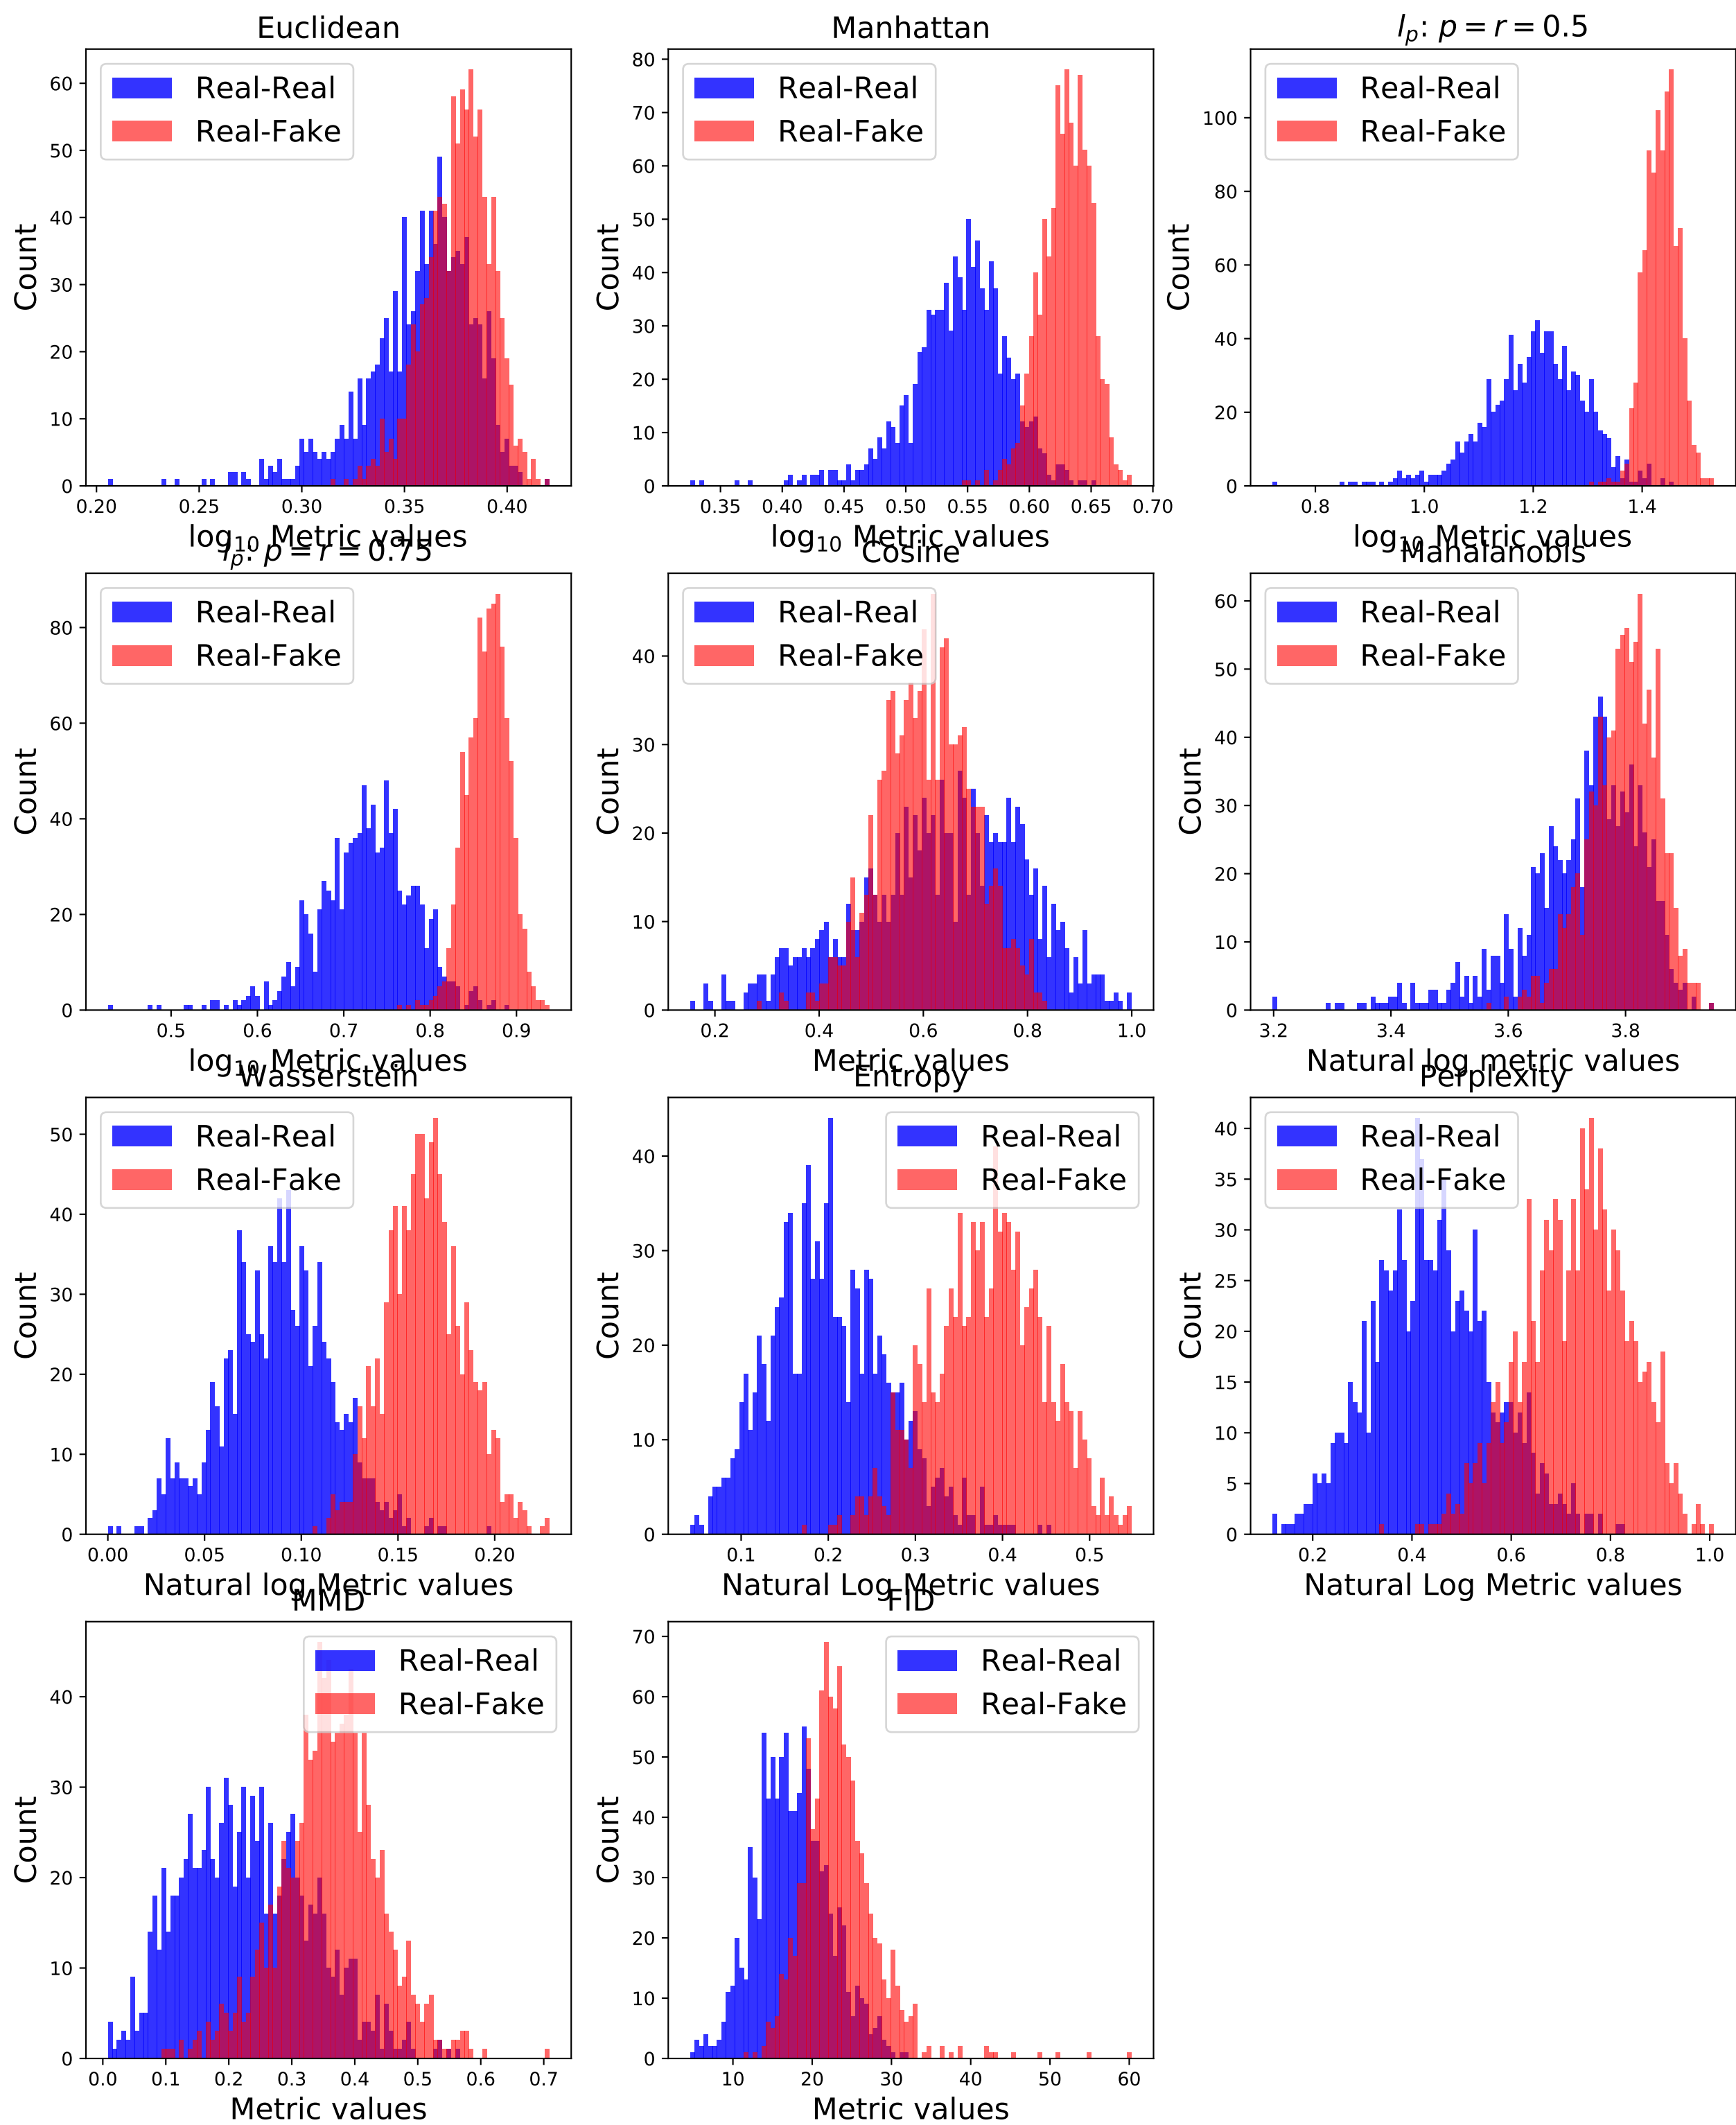 Euclidean
Real-Real
Real-Fake
Count
60
50
40
30
20
10
0
0.20 0.25 0.30 0.35 0.40
log₁₀ Metric values
Manhattan
Real-Real
Real-Fake
Count
80
70
60
50
40
30
20
10
0
0.35 0.40 0.45 0.50 0.55 0.60 0.65 0.70
log₁₀ Metric values
lₚ: p = r = 0.5
Real-Real
Real-Fake
Count
100
80
60
40
20
0
0.8 1.0 1.2 1.4
log₁₀ Metric values
lₚ: p = r = 0.75
Real-Real
Real-Fake
Count
80
60
40
20
0
0.5 0.6 0.7 0.8 0.9
log₁₀ Metric values
Cosine
Real-Real
Real-Fake
Count
40
30
20
10
0
0.2 0.4 0.6 0.8 1.0
Metric values
Mahalanobis
Real-Real
Real-Fake
Count
60
50
40
30
20
10
0
3.2 3.4 3.6 3.8
Natural log metric values
Wasserstein
Real-Real
Real-Fake
Count
50
40
30
20
10
0
0.00 0.05 0.10 0.15 0.20
Natural log Metric values
Entropy
Real-Real
Real-Fake
Count
40
30
20
10
0
0.1 0.2 0.3 0.4 0.5
Natural Log Metric values
Perplexity
Real-Real
Real-Fake
Count
40
35
30
25
20
15
10
5
0
0.2 0.4 0.6 0.8 1.0
Natural Log Metric values
MMD
Real-Real
Real-Fake
Count
40
30
20
10
0
0.0 0.1 0.2 0.3 0.4 0.5 0.6 0.7
Metric values
FID
Real-Real
Real-Fake
Count
70
60
50
40
30
20
10
0
10 20 30 40 50 60
Metric values